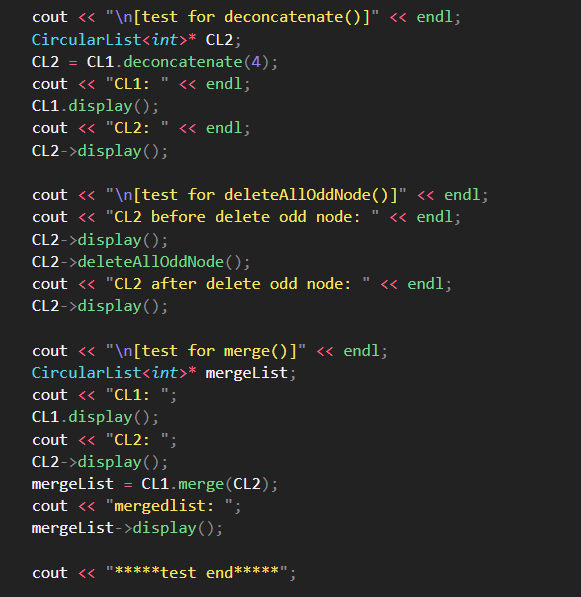 cout << "\n[test for deconcatenate()]" << endl;
CircularList<int>* CL2;
CL2 = CL1.deconcatenate(4);
cout << "CL1: " << endl;
CL1.display();
cout << "CL2: " << endl;
CL2->display();

cout << "\n[test for deleteAllOddNode()]" << endl;
cout << "CL2 before delete odd node: " << endl;
CL2->display();
CL2->deleteAllOddNode();
cout << "CL2 after delete odd node: " << endl;
CL2->display();

cout << "\n[test for merge()]" << endl;
CircularList<int>* mergeList;
cout << "CL1: ";
CL1.display();
cout << "CL2: ";
CL2->display();
mergeList = CL1.merge(CL2);
cout << "mergedlist: ";
mergeList->display();

cout << "*****test end*****";